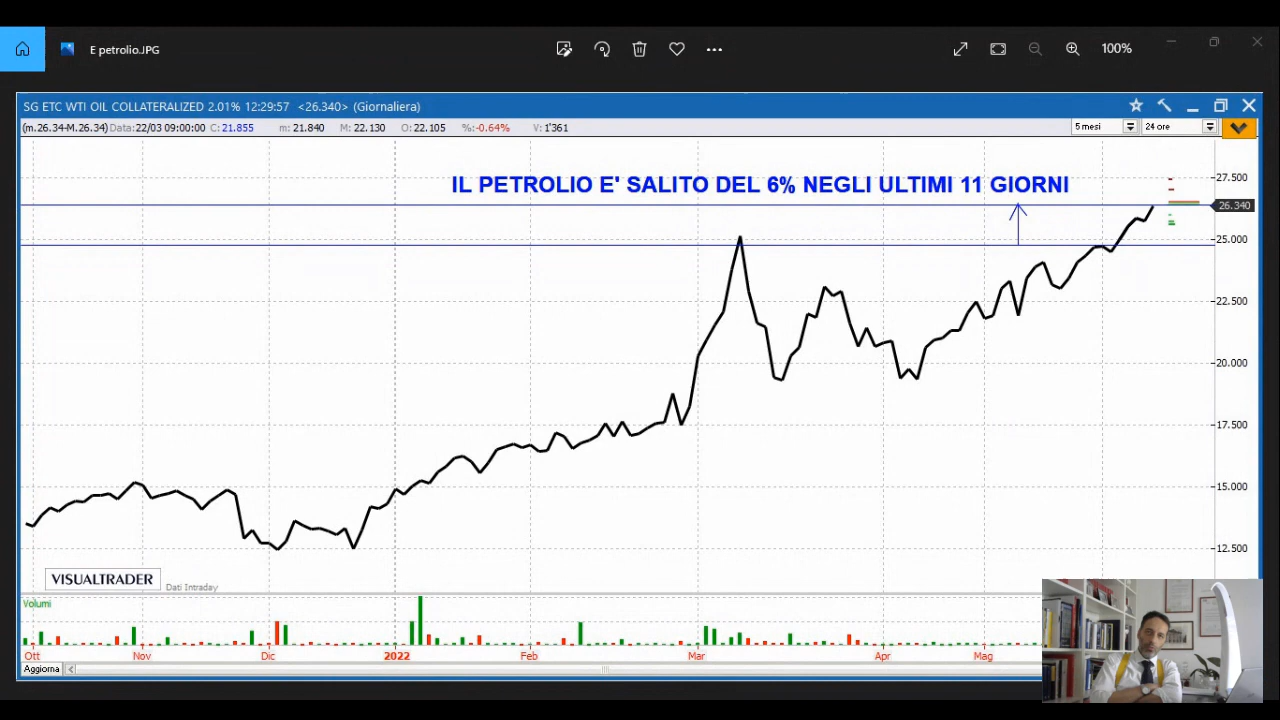 E petrolio.JPG
100%
SG ETC WTI OIL COLLATERALIZED 2.01% 12:29:57 <26.340> (Giornaliera)
(m.26.34-M.26.34) Data:22/03 09:00:00 C: 21.855 m: 21.840 M: 22.130 O: 22.105 %:-0.64% V:1'361
5 mesi
24 ore
IL PETROLIO E' SALITO DEL 6% NEGLI ULTIMI 11 GIORNI
27.500
26.340
25.000
22.500
20.000
17.500
15.000
12.500
VISUALTRADER
Dati Intraday
Volumi
Ott Nov Dic 2022 Feb Mar Apr Mag
Aggiorna